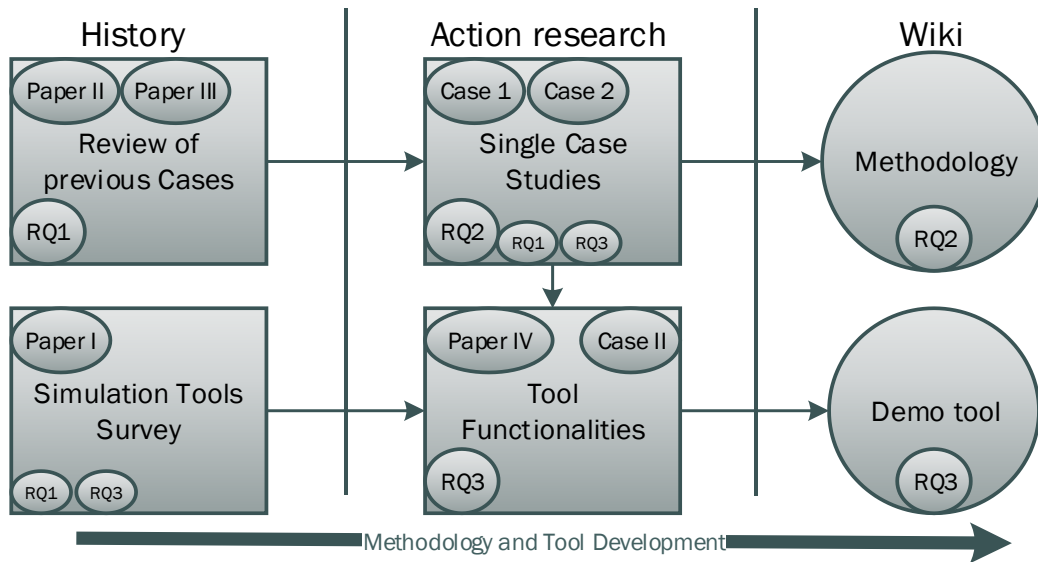 History
Action research
Wiki
Paper II
Paper III
Review of
previous Cases
RQ1
Case 1
Case 2
Single Case
Studies
RQ2
RQ1
RQ3
Methodology
RQ2
Paper I
Simulation Tools
Survey
RQ1
RQ3
Paper IV
Case II
Tool
Functionalities
RQ3
Demo tool
RQ3
Methodology and Tool Development